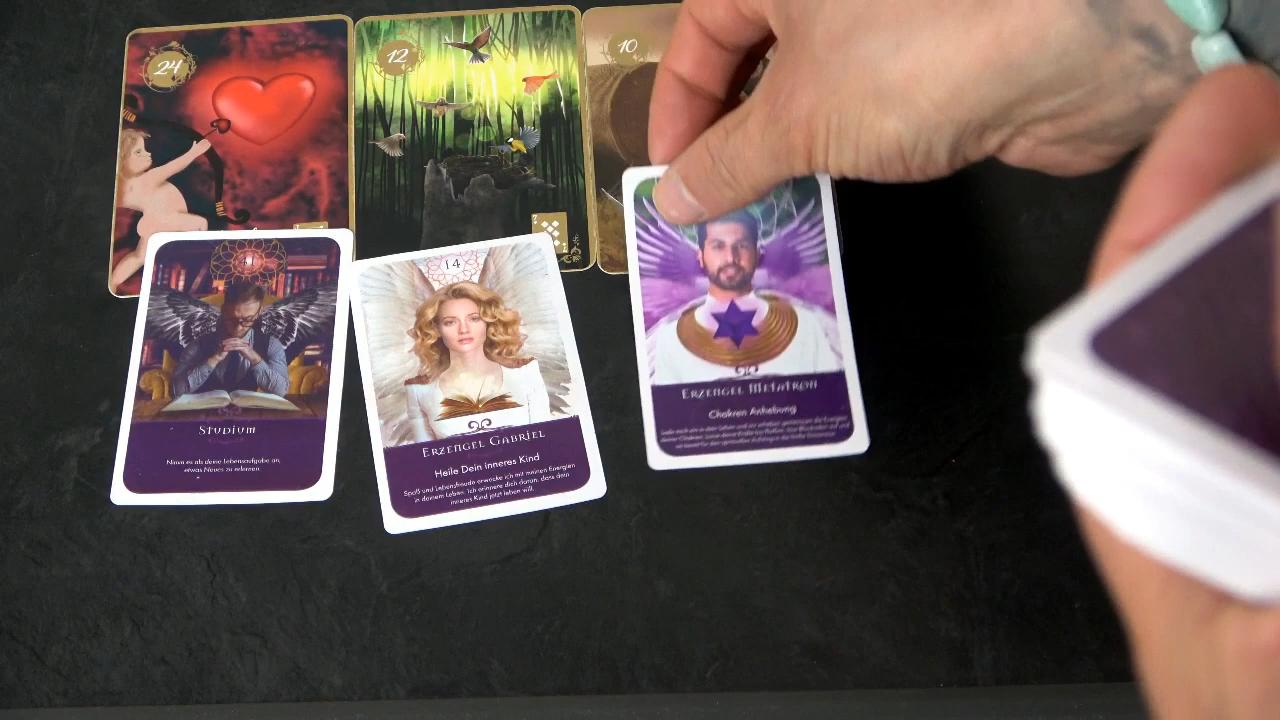 24
12
10
7
41
Studium
Nimm es als deine Lebensaufgabe an,
etwas Neues zu erlernen.
14
Erzengel Gabriel
Heile Dein inneres Kind
Spaß und Lebensfreude erwecke ich mit meinen Energien
in deinem Leben. Ich erinnere dich daran, dass dein
inneres Kind jetzt leben will.
Erzengel Metatron
Chakren Anhebung